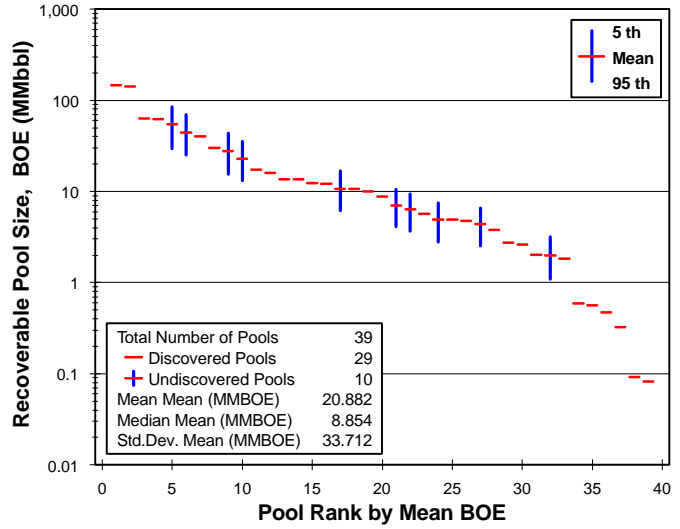 1,000
100
10
1
0.1
0.01
Recoverable Pool Size, BOE (MMbbl)
5 th
Mean
95 th
Total Number of Pools 39
Discovered Pools 29
Undiscovered Pools 10
Mean Mean (MMBOE) 20.882
Median Mean (MMBOE) 8.854
Std.Dev. Mean (MMBOE) 33.712
0 5 10 15 20 25 30 35 40
Pool Rank by Mean BOE